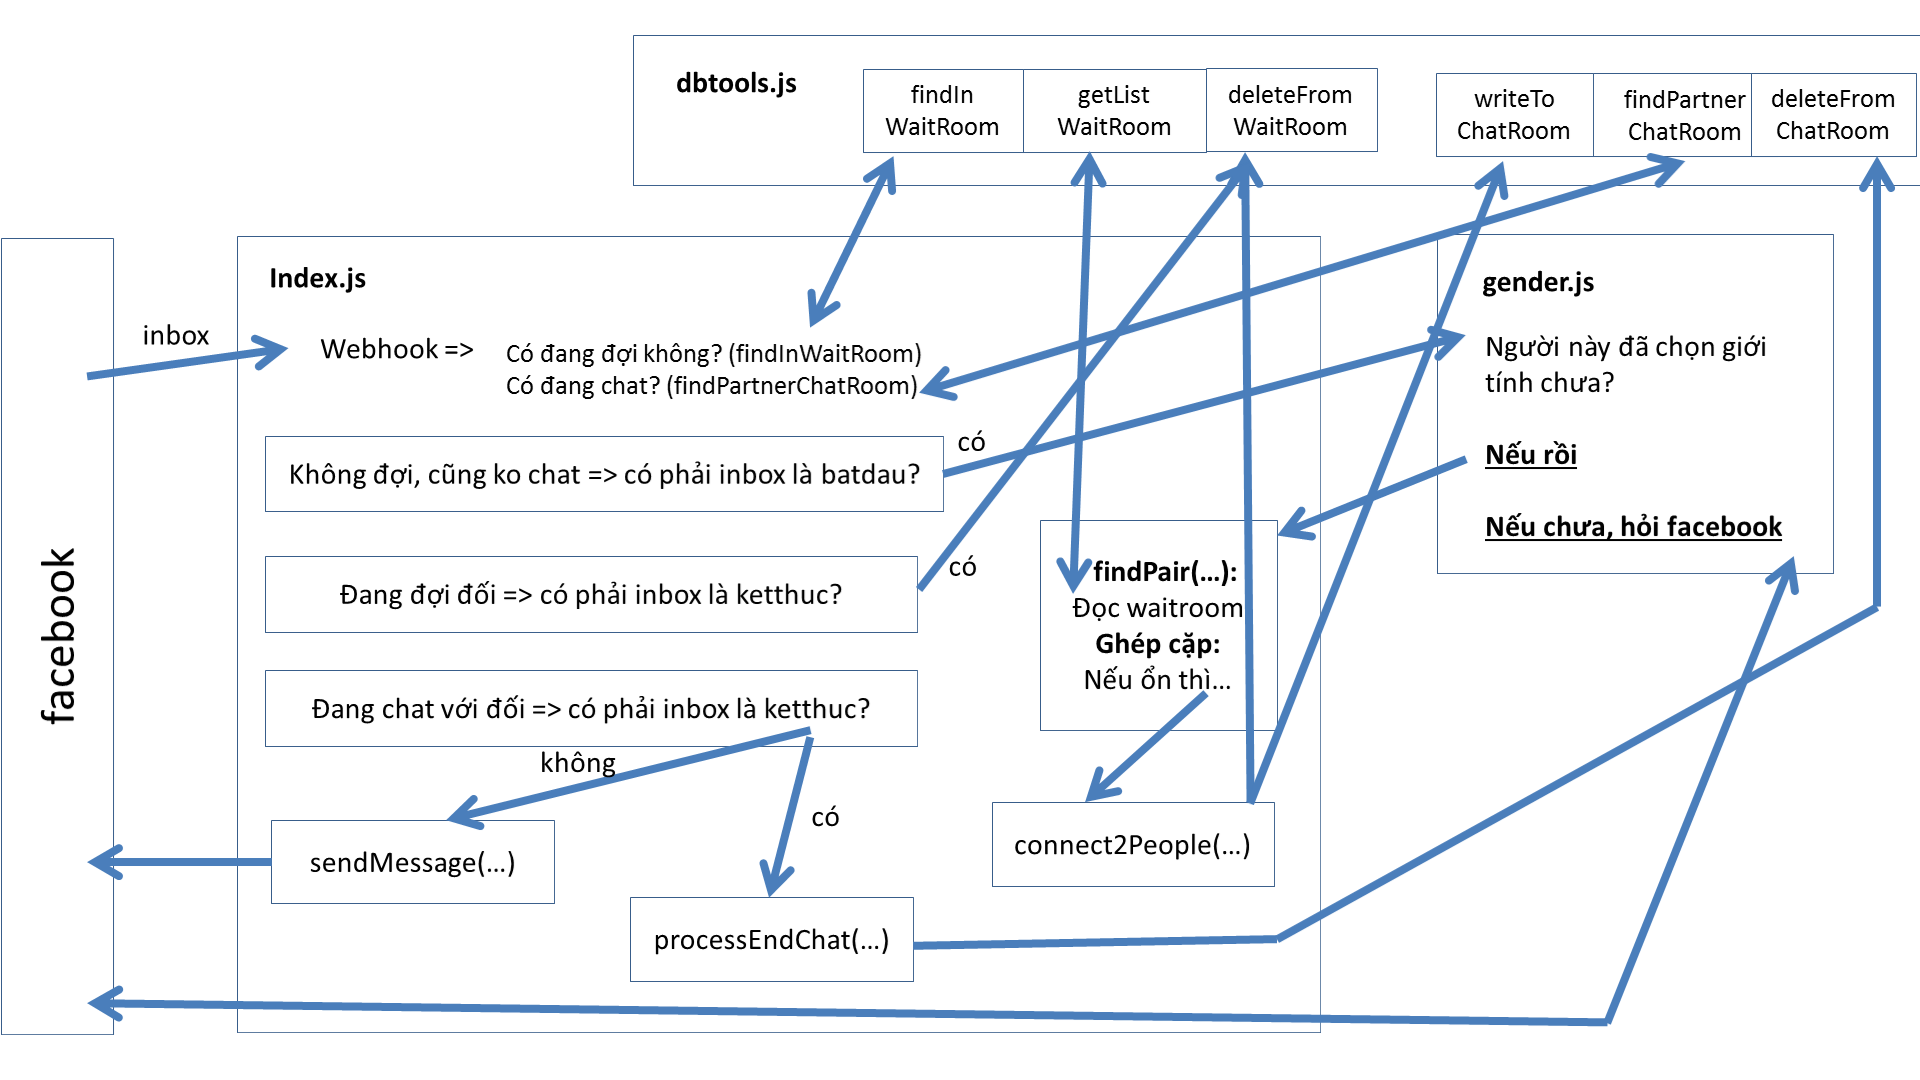 dbtools.js
findIn
WaitRoom
getList
WaitRoom
deleteFrom
WaitRoom
writeTo
ChatRoom
findPartner
ChatRoom
deleteFrom
ChatRoom
facebook
inbox
Index.js
Webhook =>
Có đang đợi không? (findInWaitRoom)
Có đang chat? (findPartnerChatRoom)
Không đợi, cũng ko chat => có phải inbox là batdau?
có
Đang đợi đối => có phải inbox là ketthuc?
có
Đang chat với đối => có phải inbox là ketthuc?
không
có
sendMessage(…)
processEndChat(…)
findPair(…):
Đọc waitroom
Ghép cặp:
Nếu ổn thì…
connect2People(…)
gender.js
Người này đã chọn giới
tính chưa?
Nếu rồi
Nếu chưa, hỏi facebook